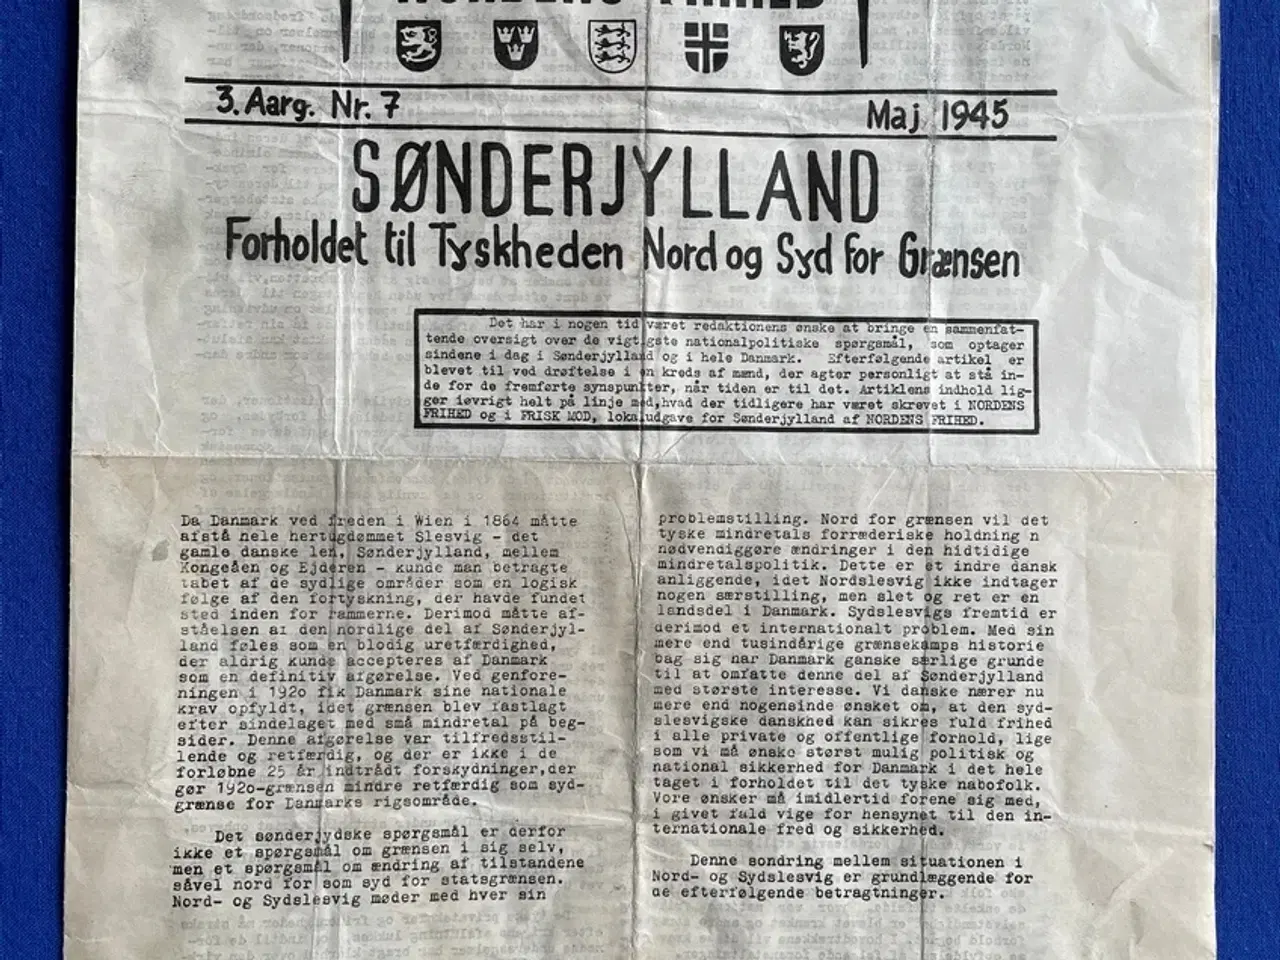 NORDENS FRIHED
3. Aarg. Nr. 7
Maj 1945
SØNDERJYLLAND
Forholdet til Tyskheden Nord og Syd for Grænsen
Det har i nogen tid været redaktionens ønske at bringe en sammenfat-
tende oversigt over de vigtigste nationalpolitiske spørgsmål, som optager
sindene i dag i Sønderjylland og i hele Danmark. Efterfølgende artikel er
blevet til ved drøftelse i en kreds af mænd, der agter personligt at stå in-
de for de fremførte synspunkter, når tiden er til det. Artiklens indhold lig-
ger iøvrigt helt på linje med, hvad der tidligere har været skrevet i NORDENS
FRIHED og i FRISK MOD, lokaludgave for Sønderjylland af NORDENS FRIHED.
Da Danmark ved freden i Wien i 1864 måtte
afstå hele hertugdømmet Slesvig - det
gamle danske len, Sønderjylland, mellem
Kongeåen og Ejderen - kunde man betragte
tabet af de sydlige områder som en logisk
følge af den fortyskning, der havde fundet
sted inden for rammerne. Derimod måtte af-
ståelsen af den nordlige del af Sønderjyl-
land føles som en blodig uretfærdighed,
der aldrig kunde accepteres af Danmark
som en definitiv afgørelse. Ved genfore-
ningen i 192o fik Danmark sine nationale
krav opfyldt, idet grænsen blev fastlagt
efter sindelaget med små mindretal på beg-
sider. Denne afgørelse var tilfredsstil-
lende og retfærdig, og der er ikke i de
forløbne 25 år indtrådt forskydninger,der
gør 192o-grænsen mindre retfærdig som syd-
grænse for Danmarks rigsområde.
Det sønderjydske spørgsmål er derfor
ikke et spørgsmål om grænsen i sig selv,
men et spørgsmål om ændring af tilstandene
såvel nord for som syd for statsgrænsen.
Nord- og Sydslesvig møder med hver sin
problemstilling. Nord for grænsen vil det
tyske mindretals forræderiske holdning n
nødvendiggøre ændringer i den hidtidige
mindretalspolitik. Dette er et indre dansk
anliggende, idet Nordslesvig ikke indtager
nogen særstilling, men slet og ret er en
landsdel i Danmark. Sydslesvigs fremtid er
derimod et internationalt problem. Med sin
mere end tusindårige grænsekamps historie
bag sig har Danmark ganske særlige grunde
til at omfatte denne del af Sønderjylland
med største interesse. Vi danske nærer nu
mere end nogensinde ønsket om, at den syd-
slesvigske danskhed kan sikres fuld frihed
i alle private og offentlige forhold, lige
som vi må ønske størst mulig politisk og
national sikkerhed for Danmark i det hele
taget i forholdet til det tyske nabofolk.
Vore ønsker må imidlertid forene sig med,
i givet fald vige for hensynet til den in-
ternationale fred og sikkerhed.
Denne sondring mellem situationen i
Nord- og Sydslesvig er grundlæggende for
de efterfølgende betragtninger.